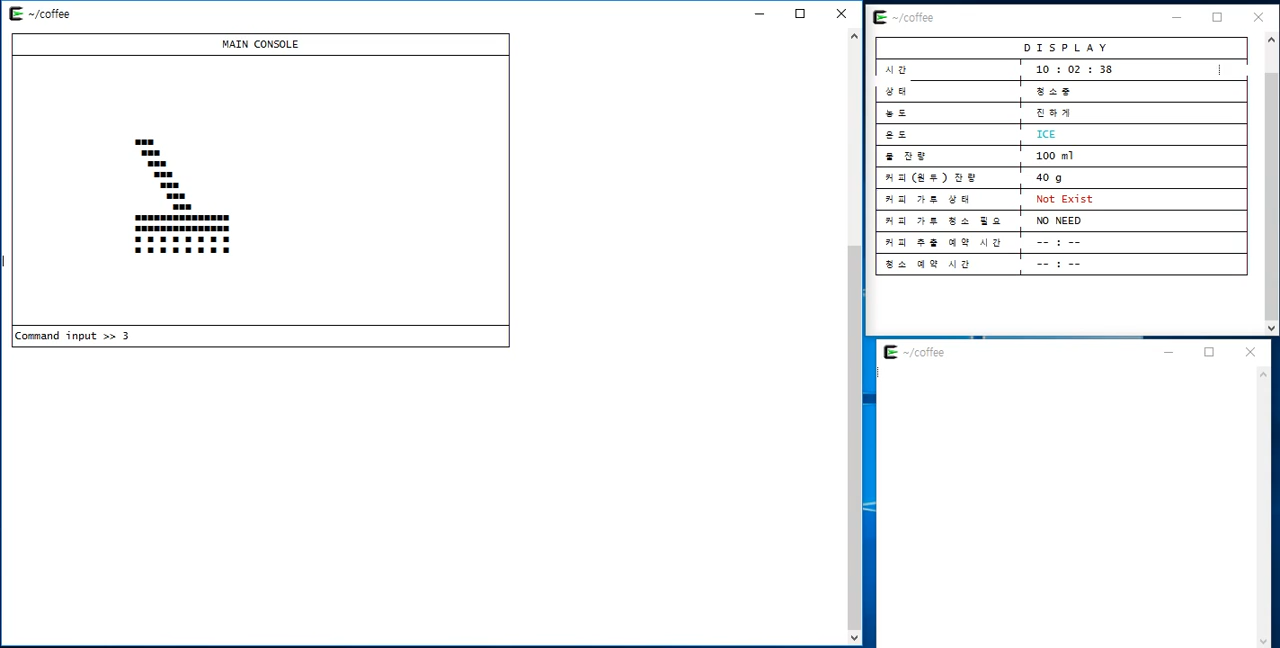 ~/coffee
MAIN CONSOLE
Command input >> 3
~/coffee
D I S P L A Y
시간 10 : 02 : 38
상태 청소중
농도 진하게
온도 ICE
물 잔량 100 ml
커피(원두) 잔량 40 g
커피 가루 상태 Not Exist
커피 가루 청소 필요 NO NEED
커피 추출 예약 시간 -- : --
청소 예약 시간 -- : --
~/coffee